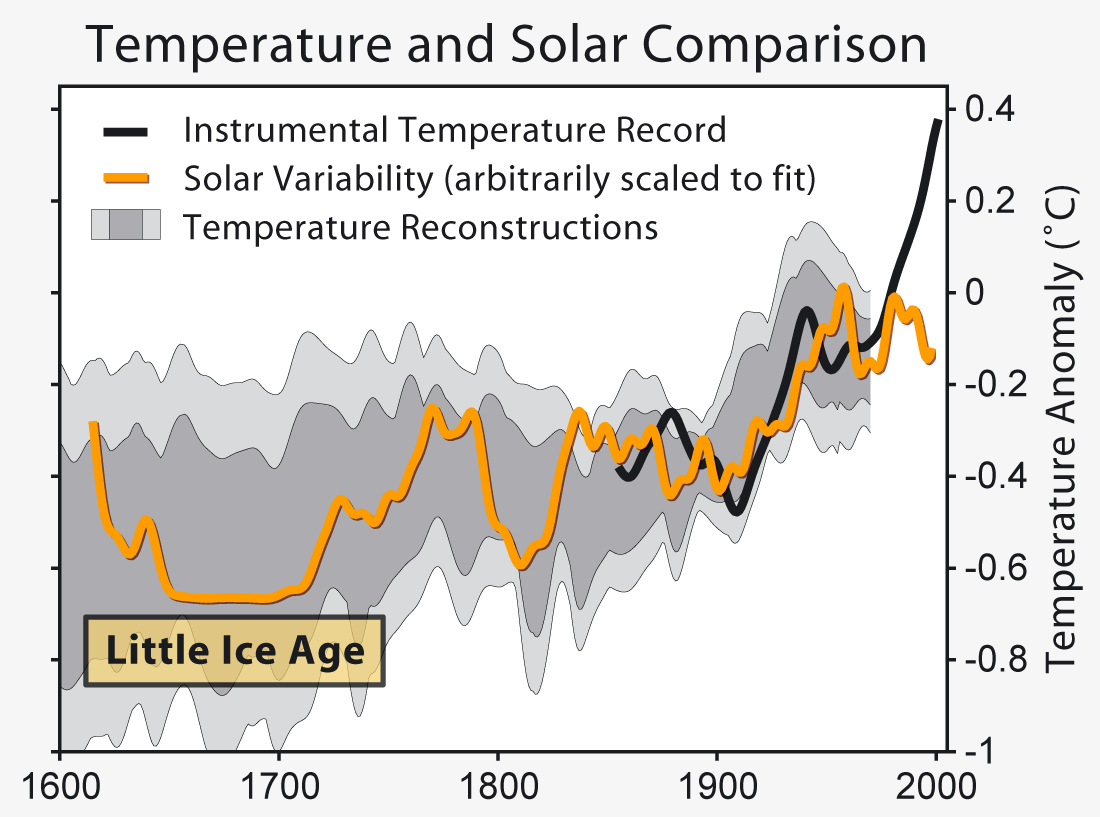 Temperature and Solar Comparison
Instrumental Temperature Record
Solar Variability (arbitrarily scaled to fit)
Temperature Reconstructions
0.4
0.2
0
-0.2
-0.4
-0.6
-0.8
-1
Temperature Anomaly (˚C)
Little Ice Age
1600 1700 1800 1900 2000